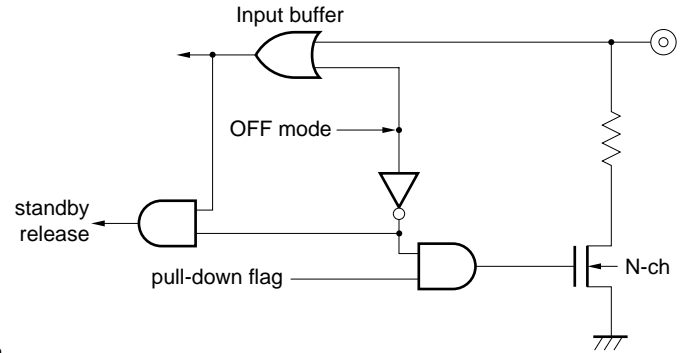 Input buffer
OFF mode
standby
release
pull-down flag
N-ch